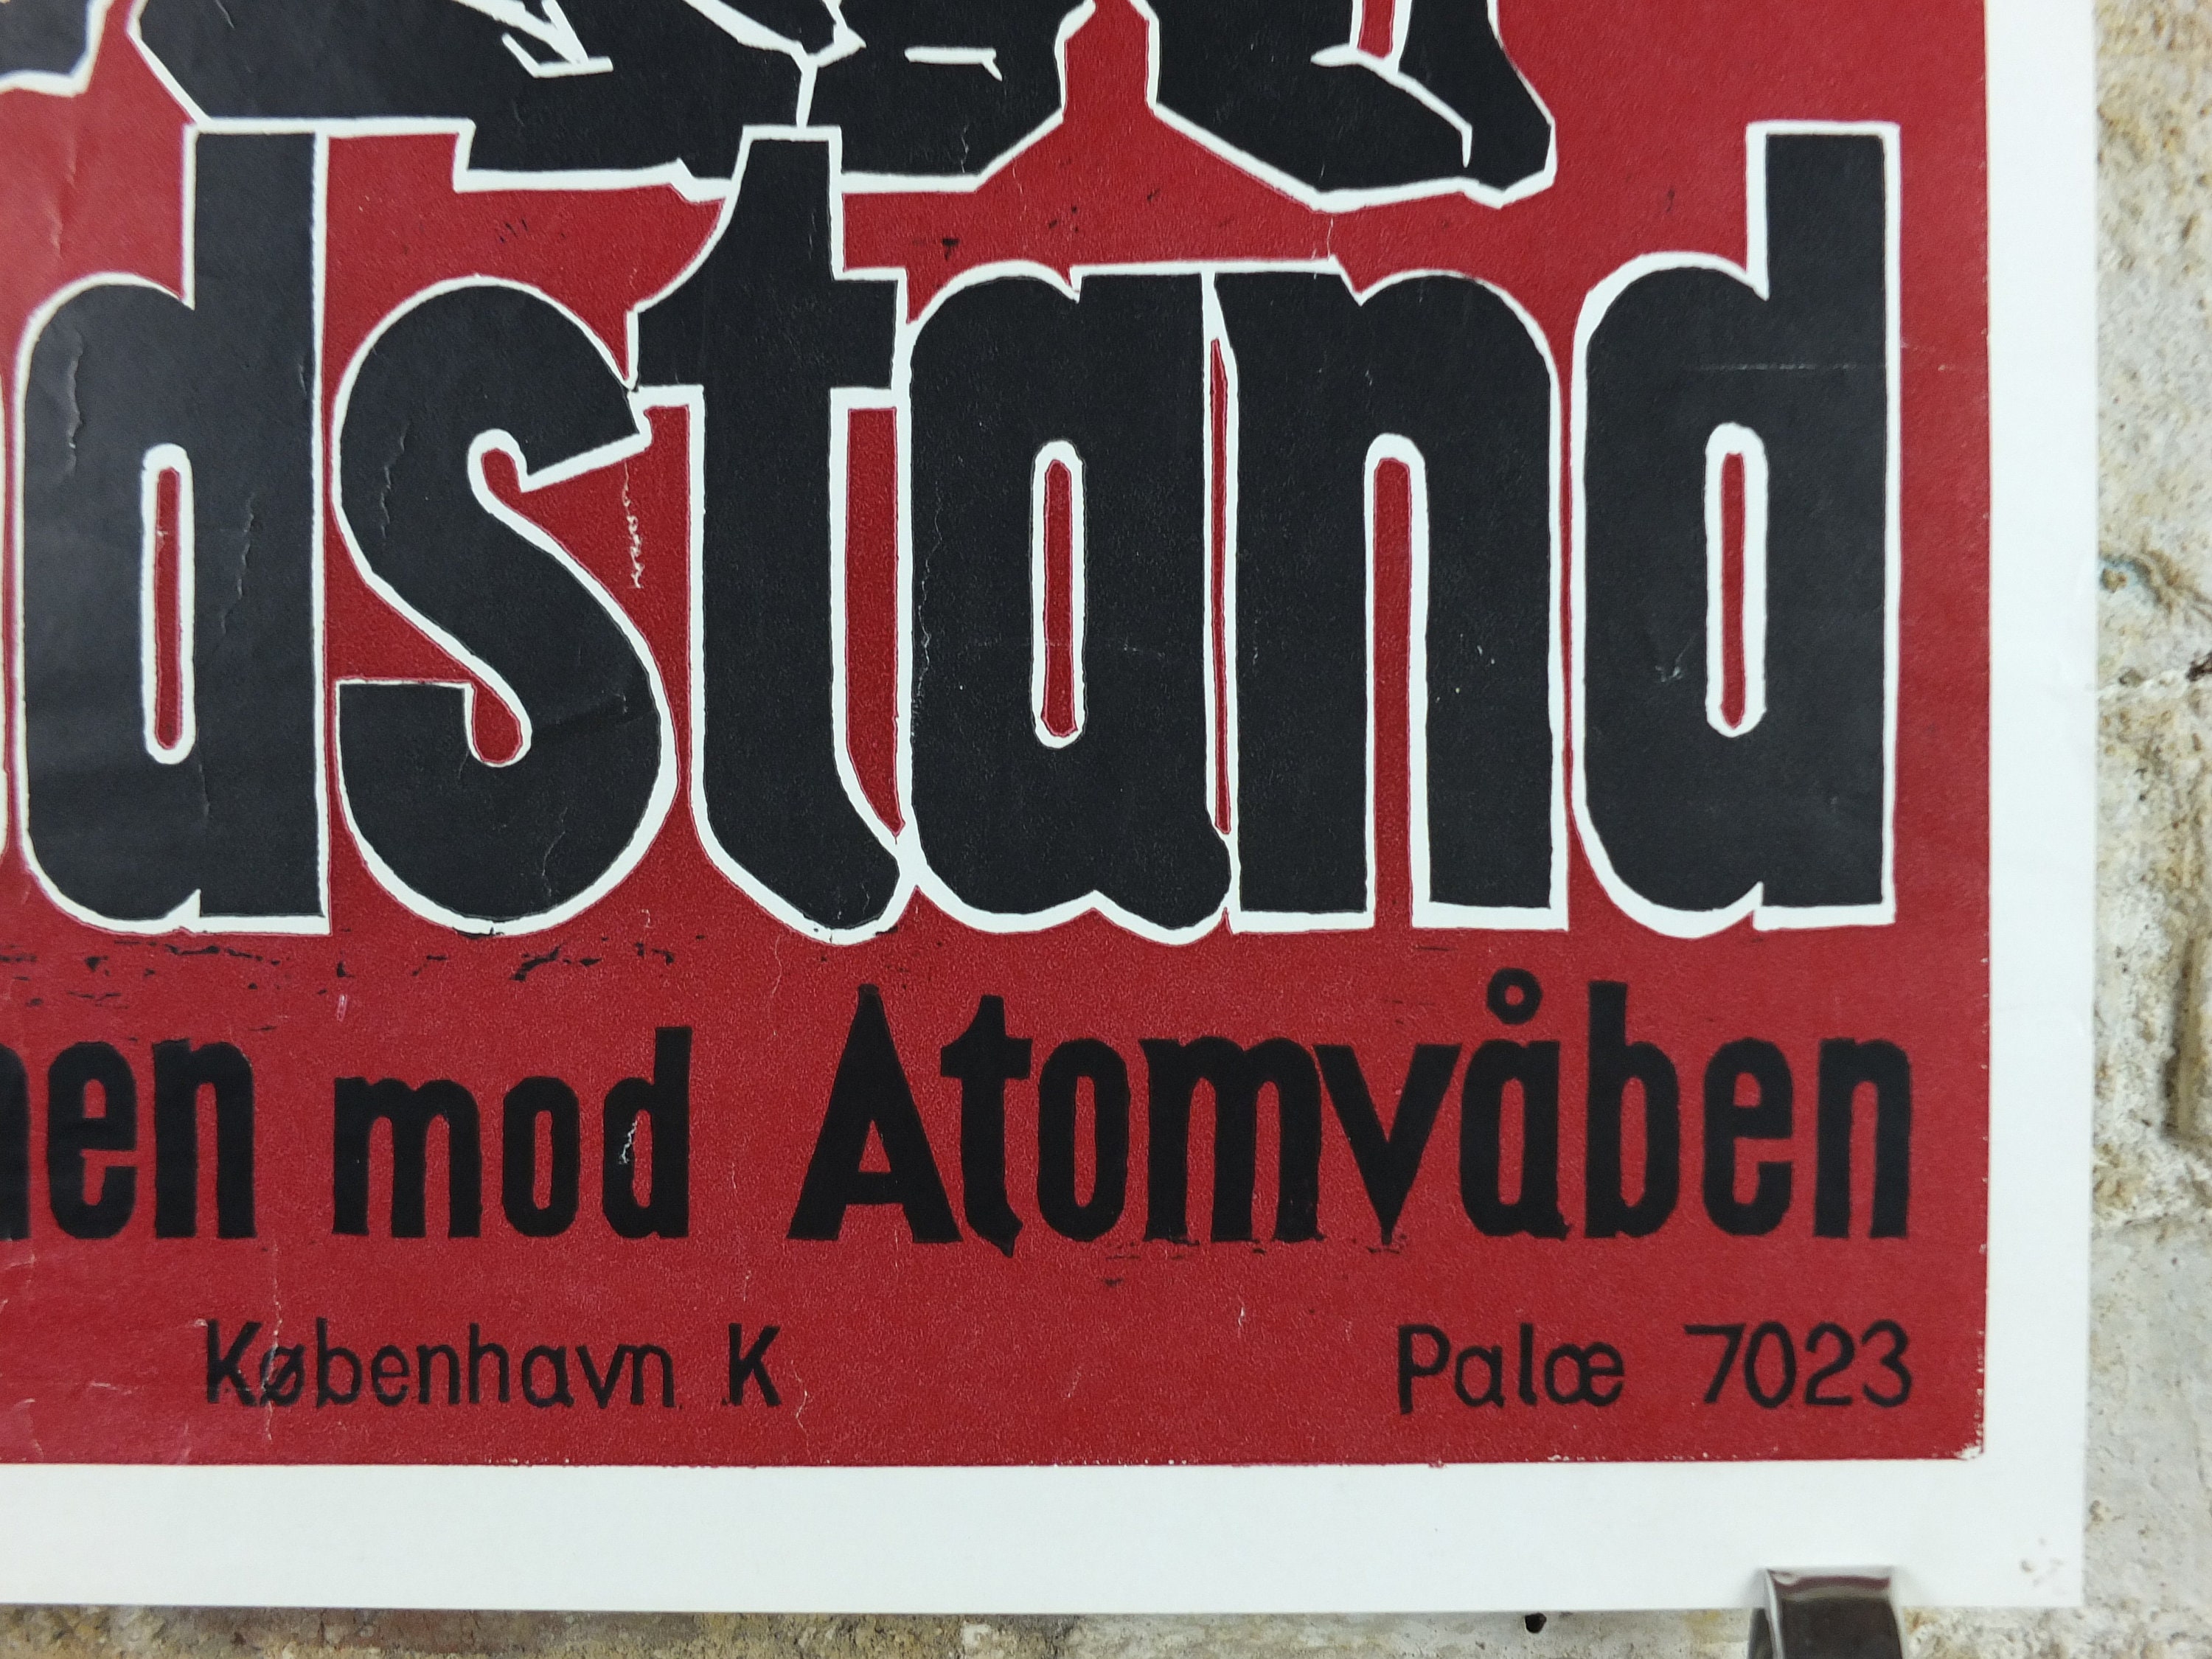 dstand
nen mod Atomvåben
København K Palæ 7023